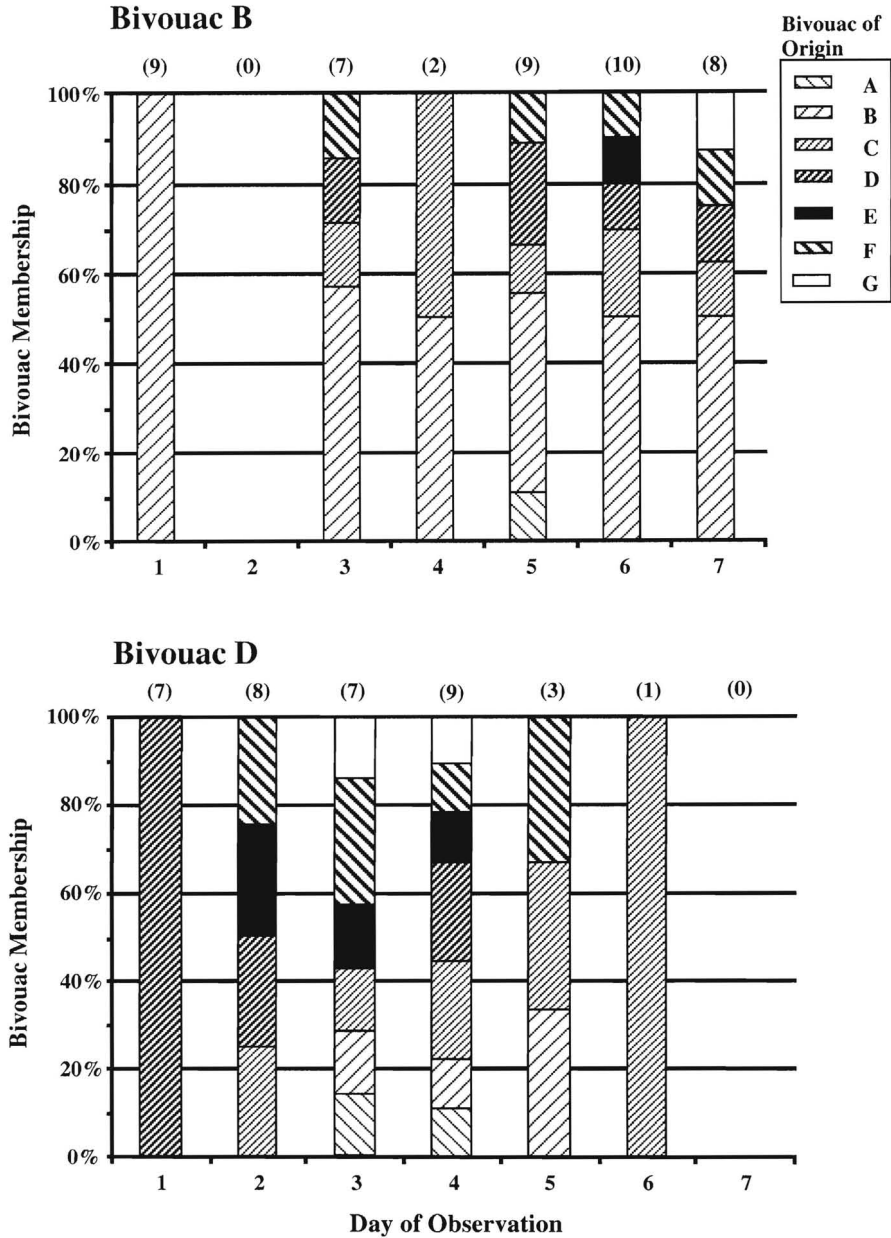 Bivouac B
(9) (0) (7) (2) (9) (10) (8)
100%
80%
60%
40%
20%
0%
Bivouac Membership
1 2 3 4 5 6 7
Bivouac of
Origin
A
B
C
D
E
F
G
Bivouac D
(7) (8) (7) (9) (3) (1) (0)
100%
80%
60%
40%
20%
0%
Bivouac Membership
1 2 3 4 5 6 7
Day of Observation